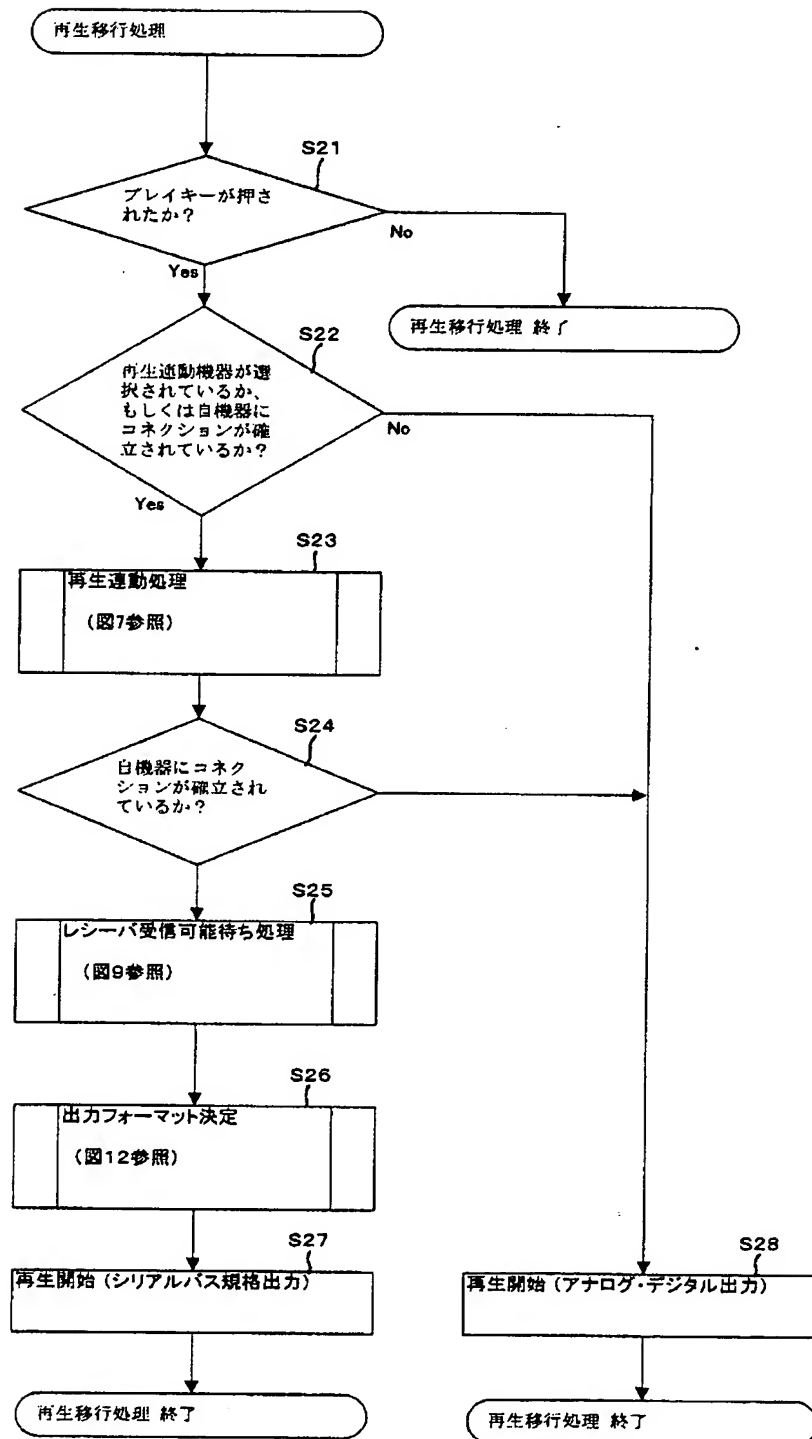 再生移行処理
S21
プレイキーが押さ
れたか？
No
Yes
再生移行処理 終了
S22
再生連動機器が選
択されているか、
もしくは自機器に
コネクションが確
立されているか？
No
Yes
S23
再生連動処理
（図7参照）
S24
自機器にコネク
ションが確立され
ているか？
S25
レシーバ受信可能待ち処理
（図9参照）
S26
出力フォーマット決定
（図12参照）
S27
再生開始（シリアルバス規格出力）
S28
再生開始（アナログ・デジタル出力）
再生移行処理 終了
再生移行処理 終了